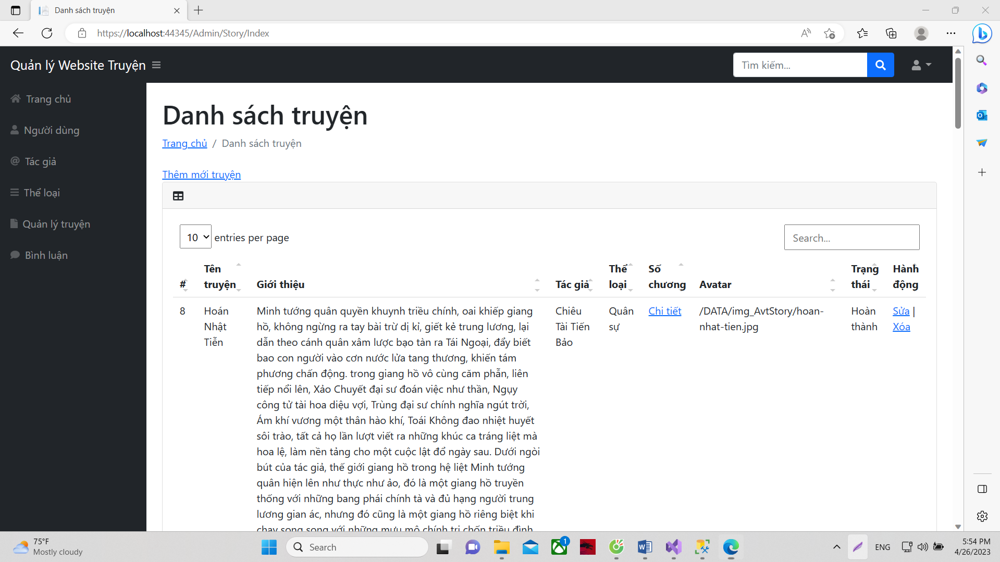 Danh sách truyện
https://localhost:44345/Admin/Story/Index
Quản lý Website Truyện
Tìm kiếm...
Trang chủ
Người dùng
Tác giả
Thể loại
Quản lý truyện
Bình luận
Danh sách truyện
Trang chủ / Danh sách truyện
Thêm mới truyện
10 entries per page
Search...
# Tên truyện Giới thiệu Tác giả Thể loại Số chương Avatar Trạng thái Hành động
8
Hoán
Nhật
Tiễn
Minh tướng quân quyền khuynh triều chính, oai khiếp giang
hồ, không ngừng ra tay bài trừ dị kỉ, giết kẻ trung lương, lại
dẫn theo cánh quân xâm lược bạo tàn ra Tái Ngoại, đẩy biết
bao con người vào cơn nước lửa tang thương, khiến tám
phương chấn động. trong giang hồ vô cùng căm phẫn, liên
tiếp nổi lên, Xảo Chuyết đại sư đoán việc như thần, Ngụy
công tử tài hoa diệu vợi, Trùng đại sư chính nghĩa ngút trời,
Ám khí vương một thân hào khí, Toái Không đao nhiệt huyết
sôi trào, tất cả họ lần lượt viết ra những khúc ca tráng liệt mà
hoa lệ, làm nền tảng cho một cuộc lật đổ ngày sau. Dưới ngòi
bút của tác giả, thế giới giang hồ trong hệ liệt Minh tướng
quân hiện lên như thực như ảo, đó là một giang hồ truyền
thống với những bang phái chính tà và đủ hạng người trung
lương gian ác, nhưng đó cũng là một giang hồ riêng biệt khi
chạy song song với những mưu mô chính trị chốn triều đình
Chiêu
Tài Tiến
Bảo
Quân
sự
Chi tiết
/DATA/img_AvtStory/hoan-
nhat-tien.jpg
Hoàn
thành
Sửa |
Xóa
75°F
Mostly cloudy
Search
1
ENG
5:54 PM
4/26/2023